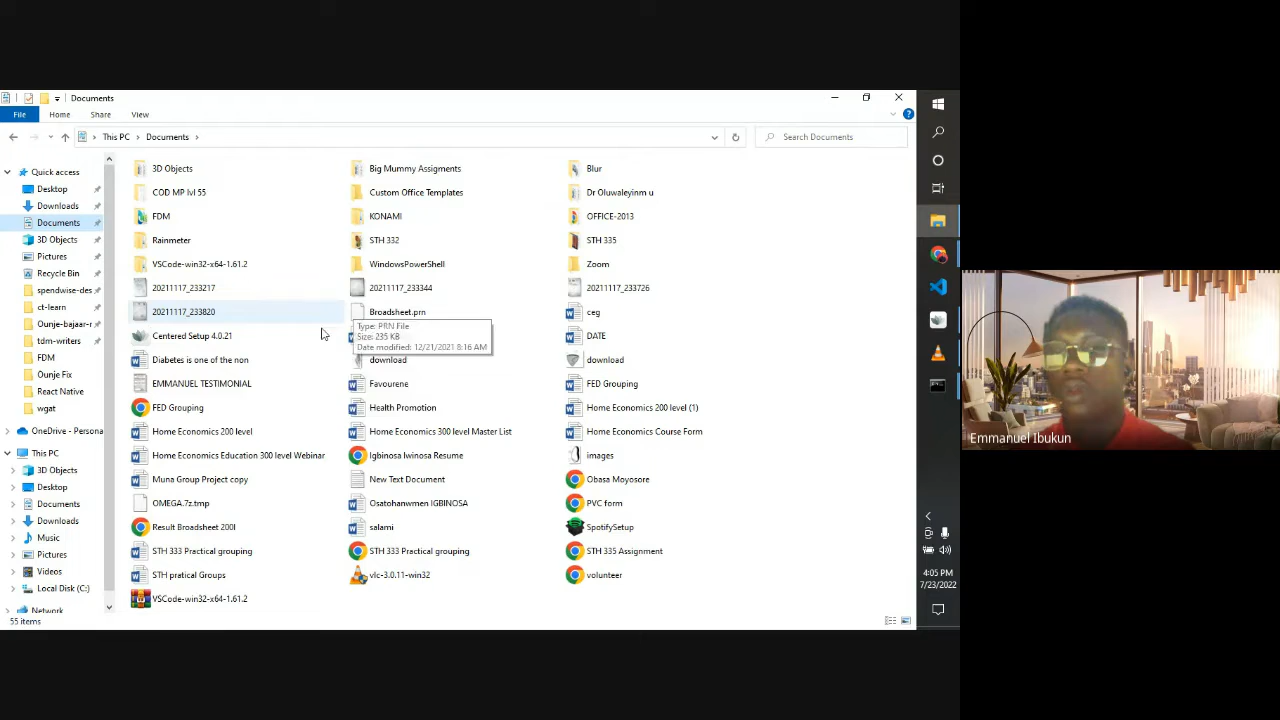 Documents
File
Home
Share
View
This PC
Documents
Search Documents
Quick access
Desktop
Downloads
Documents
3D Objects
Pictures
Recycle Bin
spendwise-des
ct-learn
Ounje-bajaar-r
tdm-writers
FDM
Ounje Fix
React Native
wgat
OneDrive - Persona
This PC
3D Objects
Desktop
Documents
Downloads
Music
Pictures
Videos
Local Disk (C:)
Network
3D Objects
Big Mummy Assigments
Blur
COD MP lvl 55
Custom Office Templates
Dr Oluwaleyinm u
FDM
KONAMI
OFFICE-2013
Rainmeter
STH 332
STH 335
VSCode-win32-x64-1.61.2
WindowsPowerShell
Zoom
20211117_233217
20211117_233344
20211117_233726
20211117_233820
Broadsheet.prn
ceg
Type: PRN File
Size: 235 KB
Date modified: 12/21/2021 8:16 AM
Centered Setup 4.0.21
DATE
Diabetes is one of the non
download
download
EMMANUEL TESTIMONIAL
Favourene
FED Grouping
FED Grouping
Health Promotion
Home Economics 200 level (1)
Home Economics 200 level
Home Economics 300 level Master List
Home Economics Course Form
Home Economics Education 300 level Webinar
Igbinosa Iwinosa Resume
images
Muna Group Project copy
New Text Document
Obasa Moyosore
OMEGA.7z.tmp
Osatohanwmen IGBINOSA
PVC form
Result Broadsheet 200l
salami
SpotifySetup
STH 333 Practical grouping
STH 333 Practical grouping
STH 335 Assignment
STH pratical Groups
vlc-3.0.11-win32
volunteer
VSCode-win32-x64-1.61.2
55 items
4:05 PM
7/23/2022
Emmanuel Ibukun